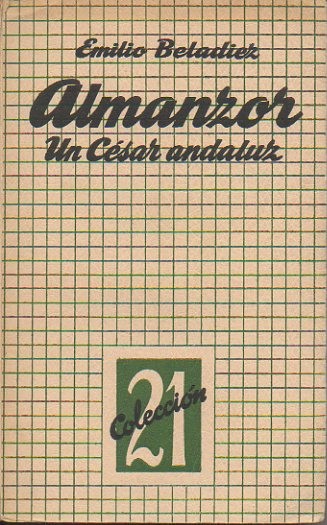 Emilio Beladiez
Almanzor
Un César andaluz
Colección
21